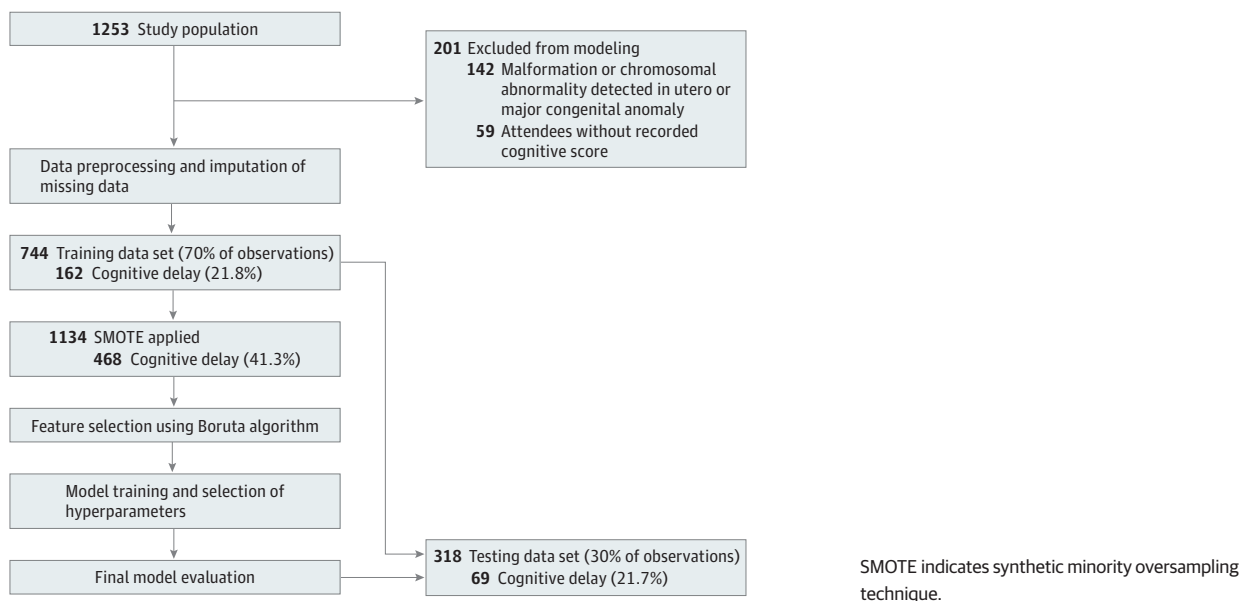 1253 Study population
201 Excluded from modeling
142 Malformation or chromosomal
abnormality detected in utero or
major congenital anomaly
59 Attendees without recorded
cognitive score
Data preprocessing and imputation of
missing data
744 Training data set (70% of observations)
162 Cognitive delay (21.8%)
1134 SMOTE applied
468 Cognitive delay (41.3%)
Feature selection using Boruta algorithm
Model training and selection of
hyperparameters
Final model evaluation
318 Testing data set (30% of observations)
69 Cognitive delay (21.7%)
SMOTE indicates synthetic minority oversampling
technique.